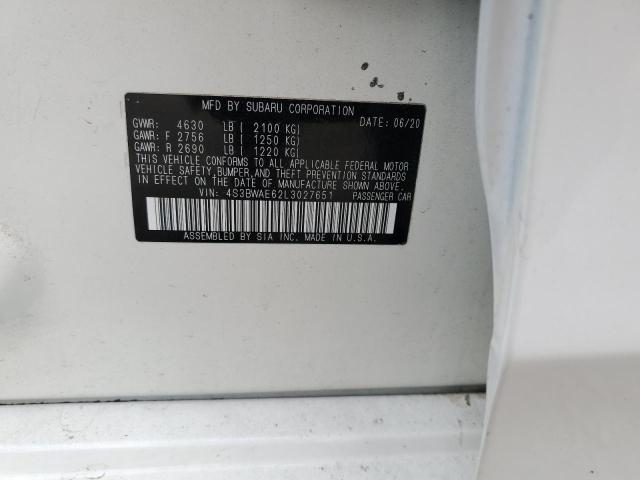 MFD BY SUBARU CORPORATION DATE: 06/20
GVWR: 4630 LB ( 2100 KG)
GAWR: F 2756 LB ( 1250 KG)
GAWR: R 2690 LB ( 1220 KG)
THIS VEHICLE CONFORMS TO ALL APPLICABLE FEDERAL MOTOR
VEHICLE SAFETY,BUMPER,AND THEFT PREVENTION STANDARDS
IN EFFECT ON THE DATE OF MANUFACTURE SHOWN ABOVE.
VIN: 4S3BWAE62L3027651 PASSENGER CAR
ASSEMBLED BY SIA INC. MADE IN U.S.A.